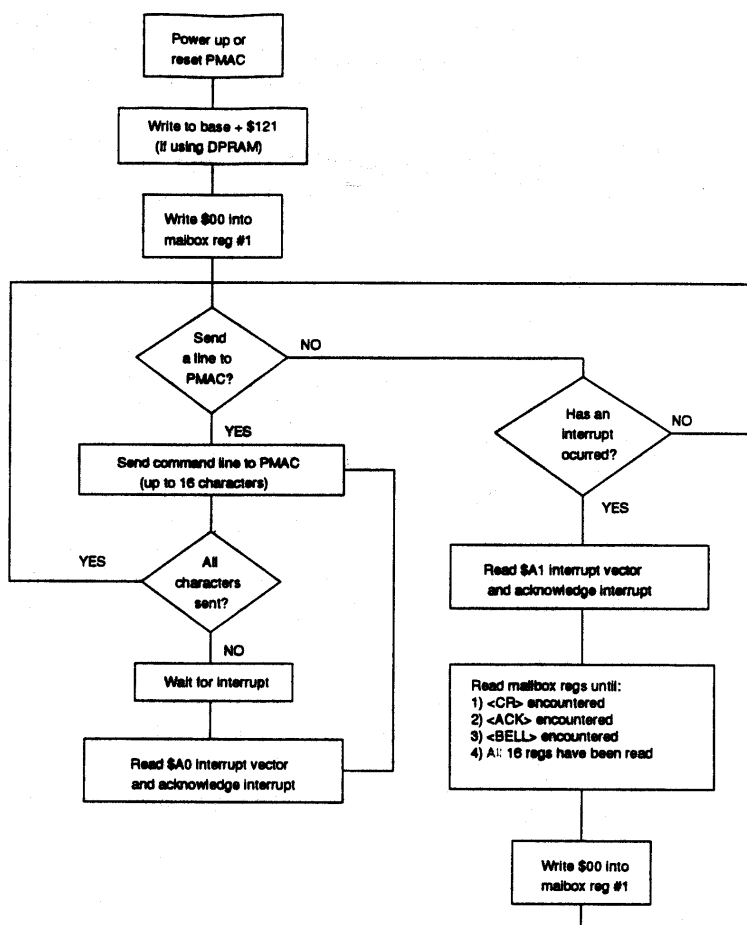 Power up or
reset PMAC
Write to base + $121
(if using DPRAM)
Write $00 into
mailbox reg #1
Send
a line to
PMAC?
NO
YES
Send command line to PMAC
(up to 16 characters)
YES
All
characters
sent?
NO
Wait for interrupt
Read $A0 interrupt vector
and acknowledge interrupt
Has an
interrupt
ocurred?
NO
YES
Read $A1 interrupt vector
and acknowledge interrupt
Read mailbox regs until:
1) <CR> encountered
2) <ACK> encountered
3) <BELL> encountered
4) All 16 regs have been read
Write $00 into
mailbox reg #1